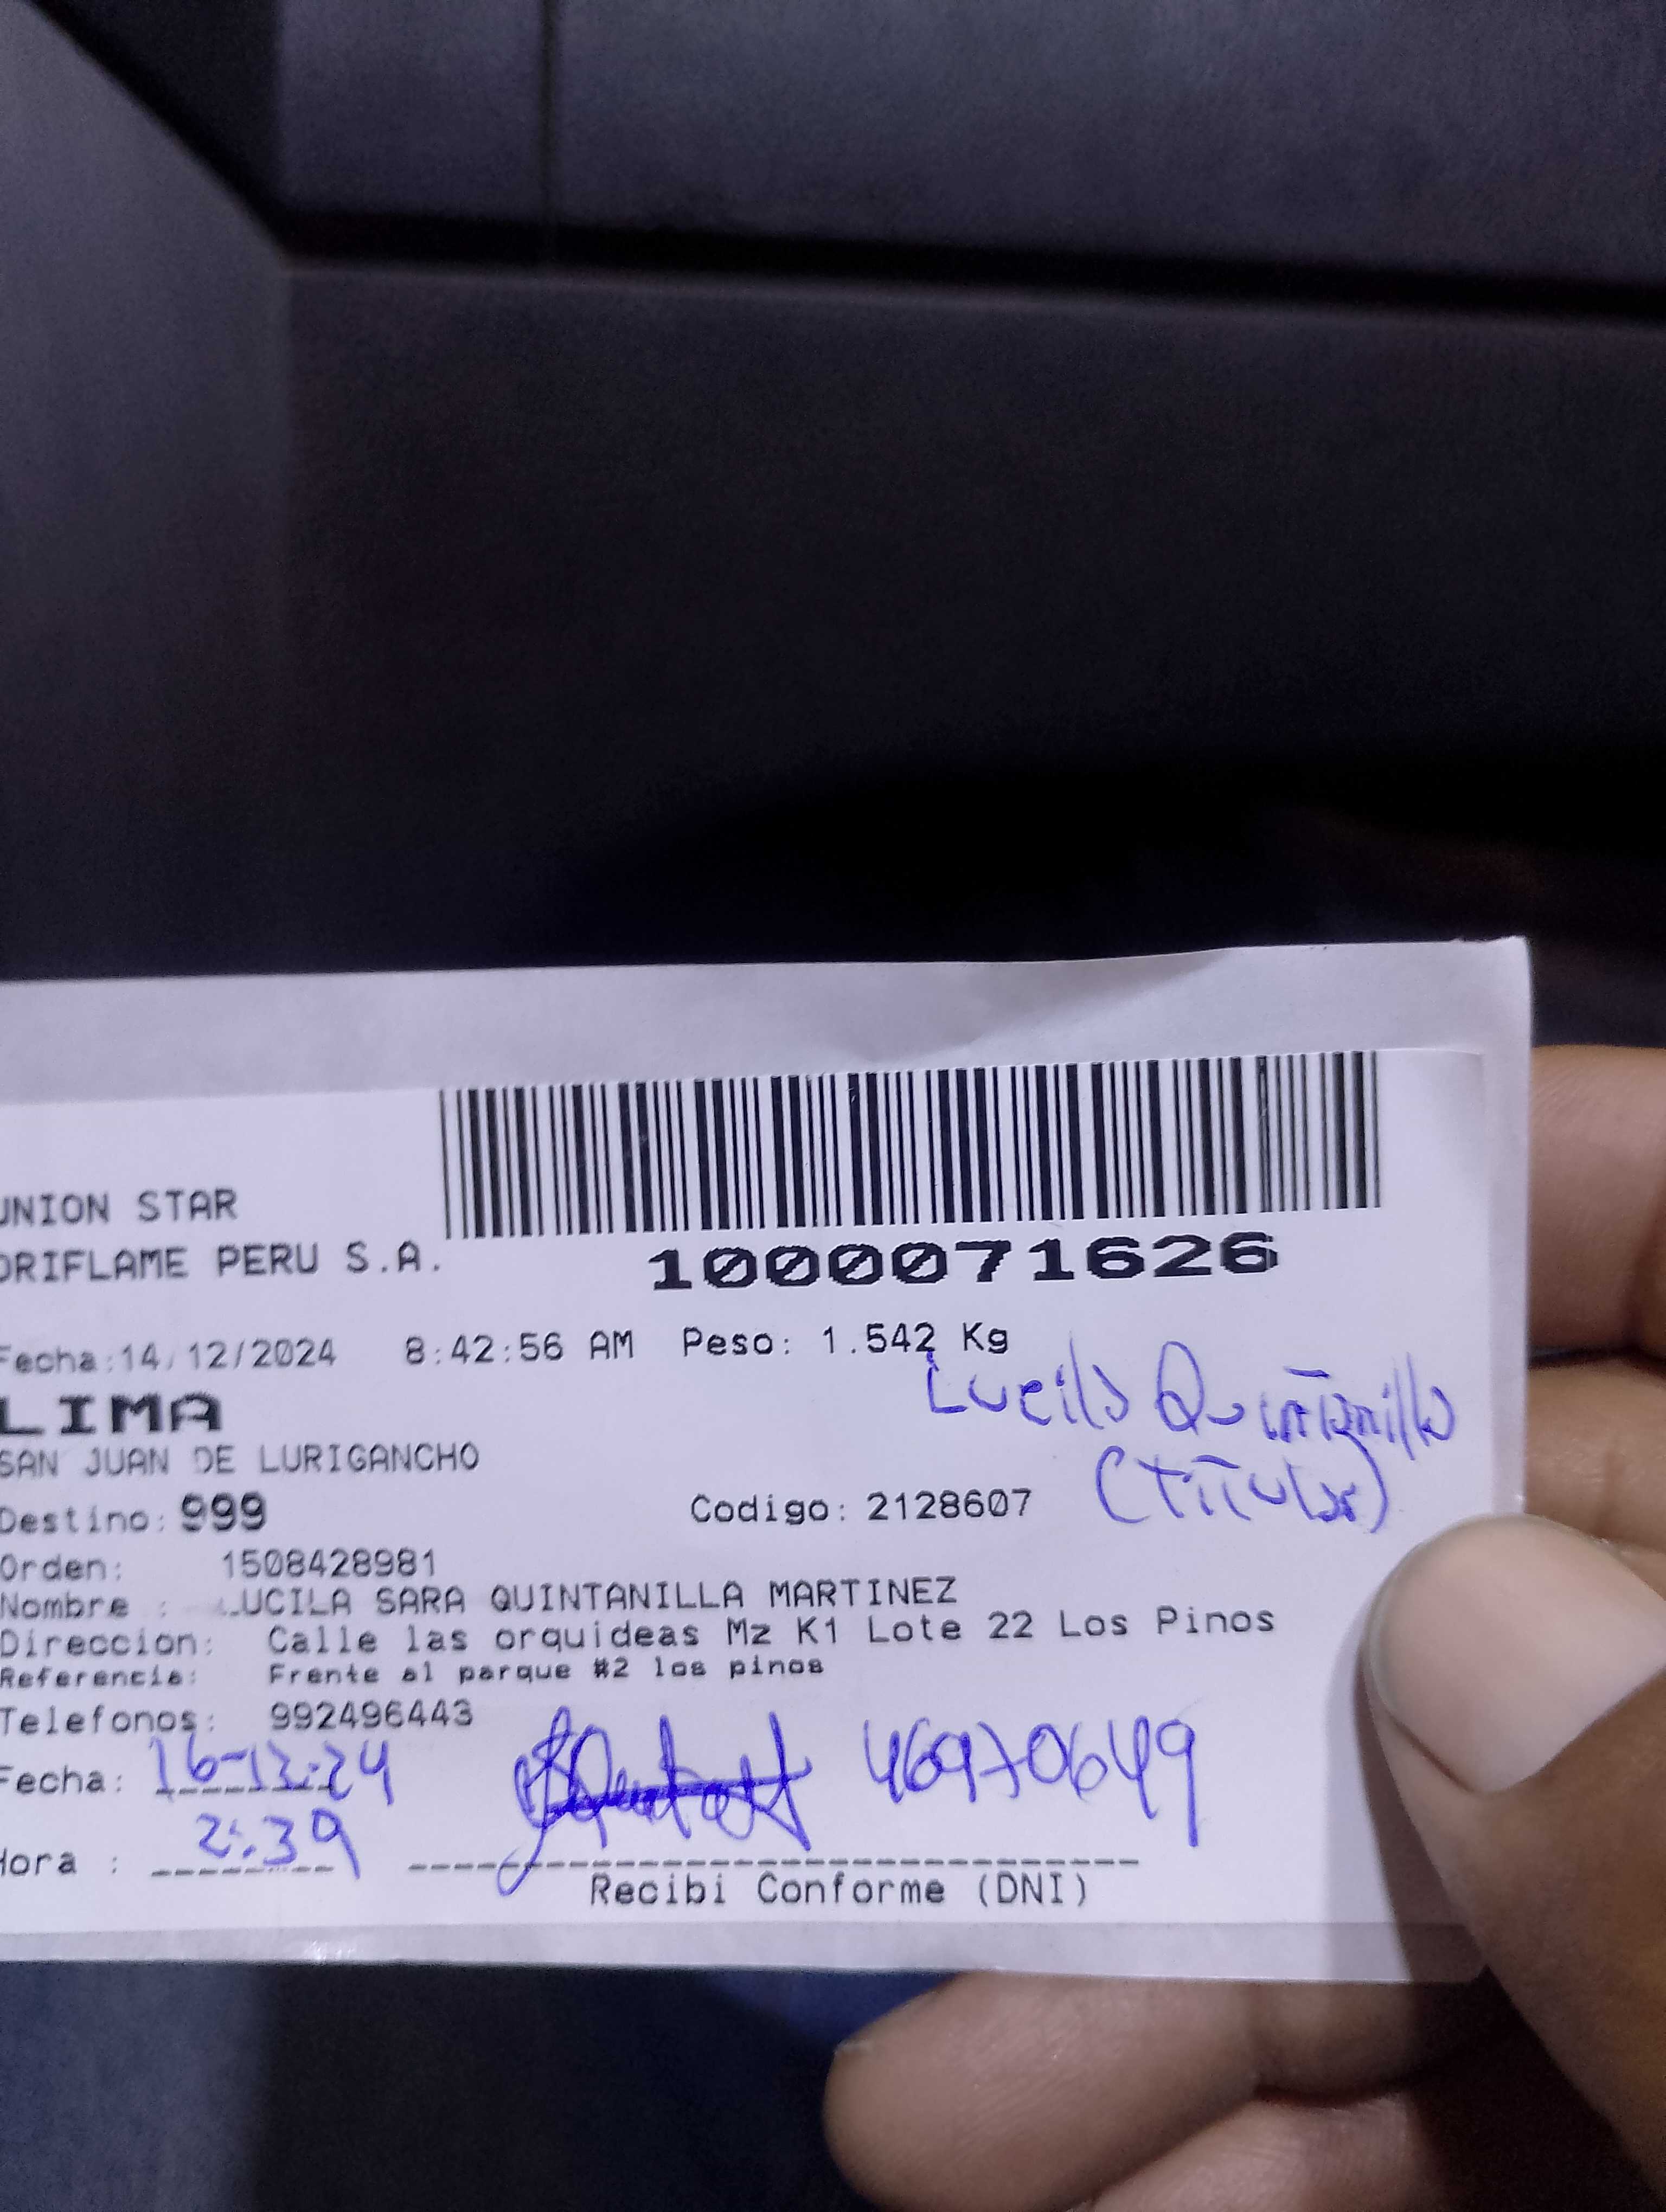 UNION STAR
ORIFLAME PERU S.A.
1000071626
Fecha:14/12/2024 8:42:56 AM Peso: 1.542 Kg
LIMA
Lucila Quintanilla
SAN JUAN DE LURIGANCHO
(Titular)
Destino: 999 Codigo: 2128607
Orden: 1508428981
Nombre : LUCILA SARA QUINTANILLA MARTINEZ
Direccion: Calle las orquideas Mz K1 Lote 22 Los Pinos
Referencia: Frente al parque #2 los pinos
Telefonos: 992496443
Fecha: 16-12-24 46970649
Hora : 2:39
Recibi Conforme (DNI)